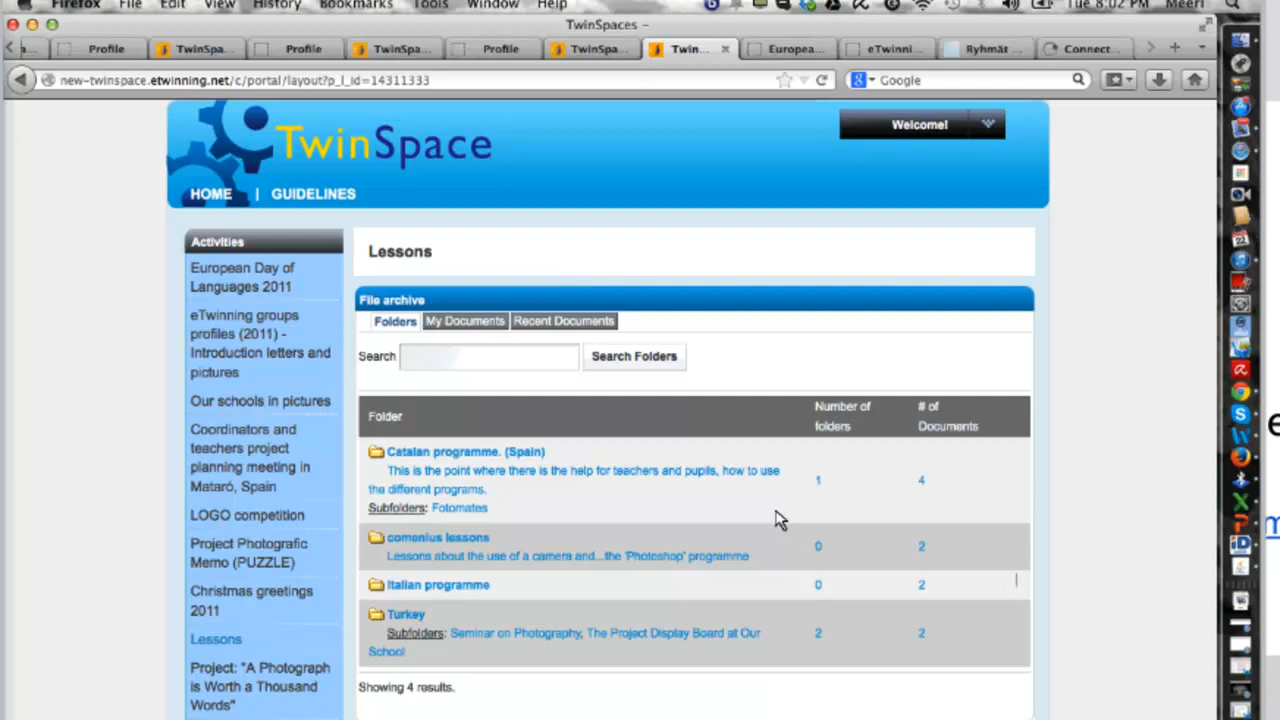 Firefox File Edit View History Bookmarks Tools Window Help Tue 8:02 PM Meeri
TwinSpaces –
Profile TwinSpa... Profile TwinSpa... Profile TwinSpa... Twin... × Europea... eTwinni... Ryhmät ... Connect...
new-twinspace.etwinning.net/c/portal/layout?p_l_id=14311333 Google
TwinSpace
Welcome!
HOME | GUIDELINES
Activities
European Day of
Languages 2011
eTwinning groups
profiles (2011) -
Introduction letters and
pictures
Our schools in pictures
Coordinators and
teachers project
planning meeting in
Mataró, Spain
LOGO competition
Project Photografic
Memo (PUZZLE)
Christmas greetings
2011
Lessons
Project: "A Photograph
is Worth a Thousand
Words"
Lessons
File archive
Folders My Documents Recent Documents
Search Search Folders
Folder Number of folders # of Documents
Catalan programme. (Spain)
This is the point where there is the help for teachers and pupils, how to use
the different programs. 1 4
Subfolders: Fotomates
comenius lessons
Lessons about the use of a camera and...the 'Photoshop' programme 0 2
Italian programme 0 2
Turkey
Subfolders: Seminar on Photography, The Project Display Board at Our
School 2 2
Showing 4 results.